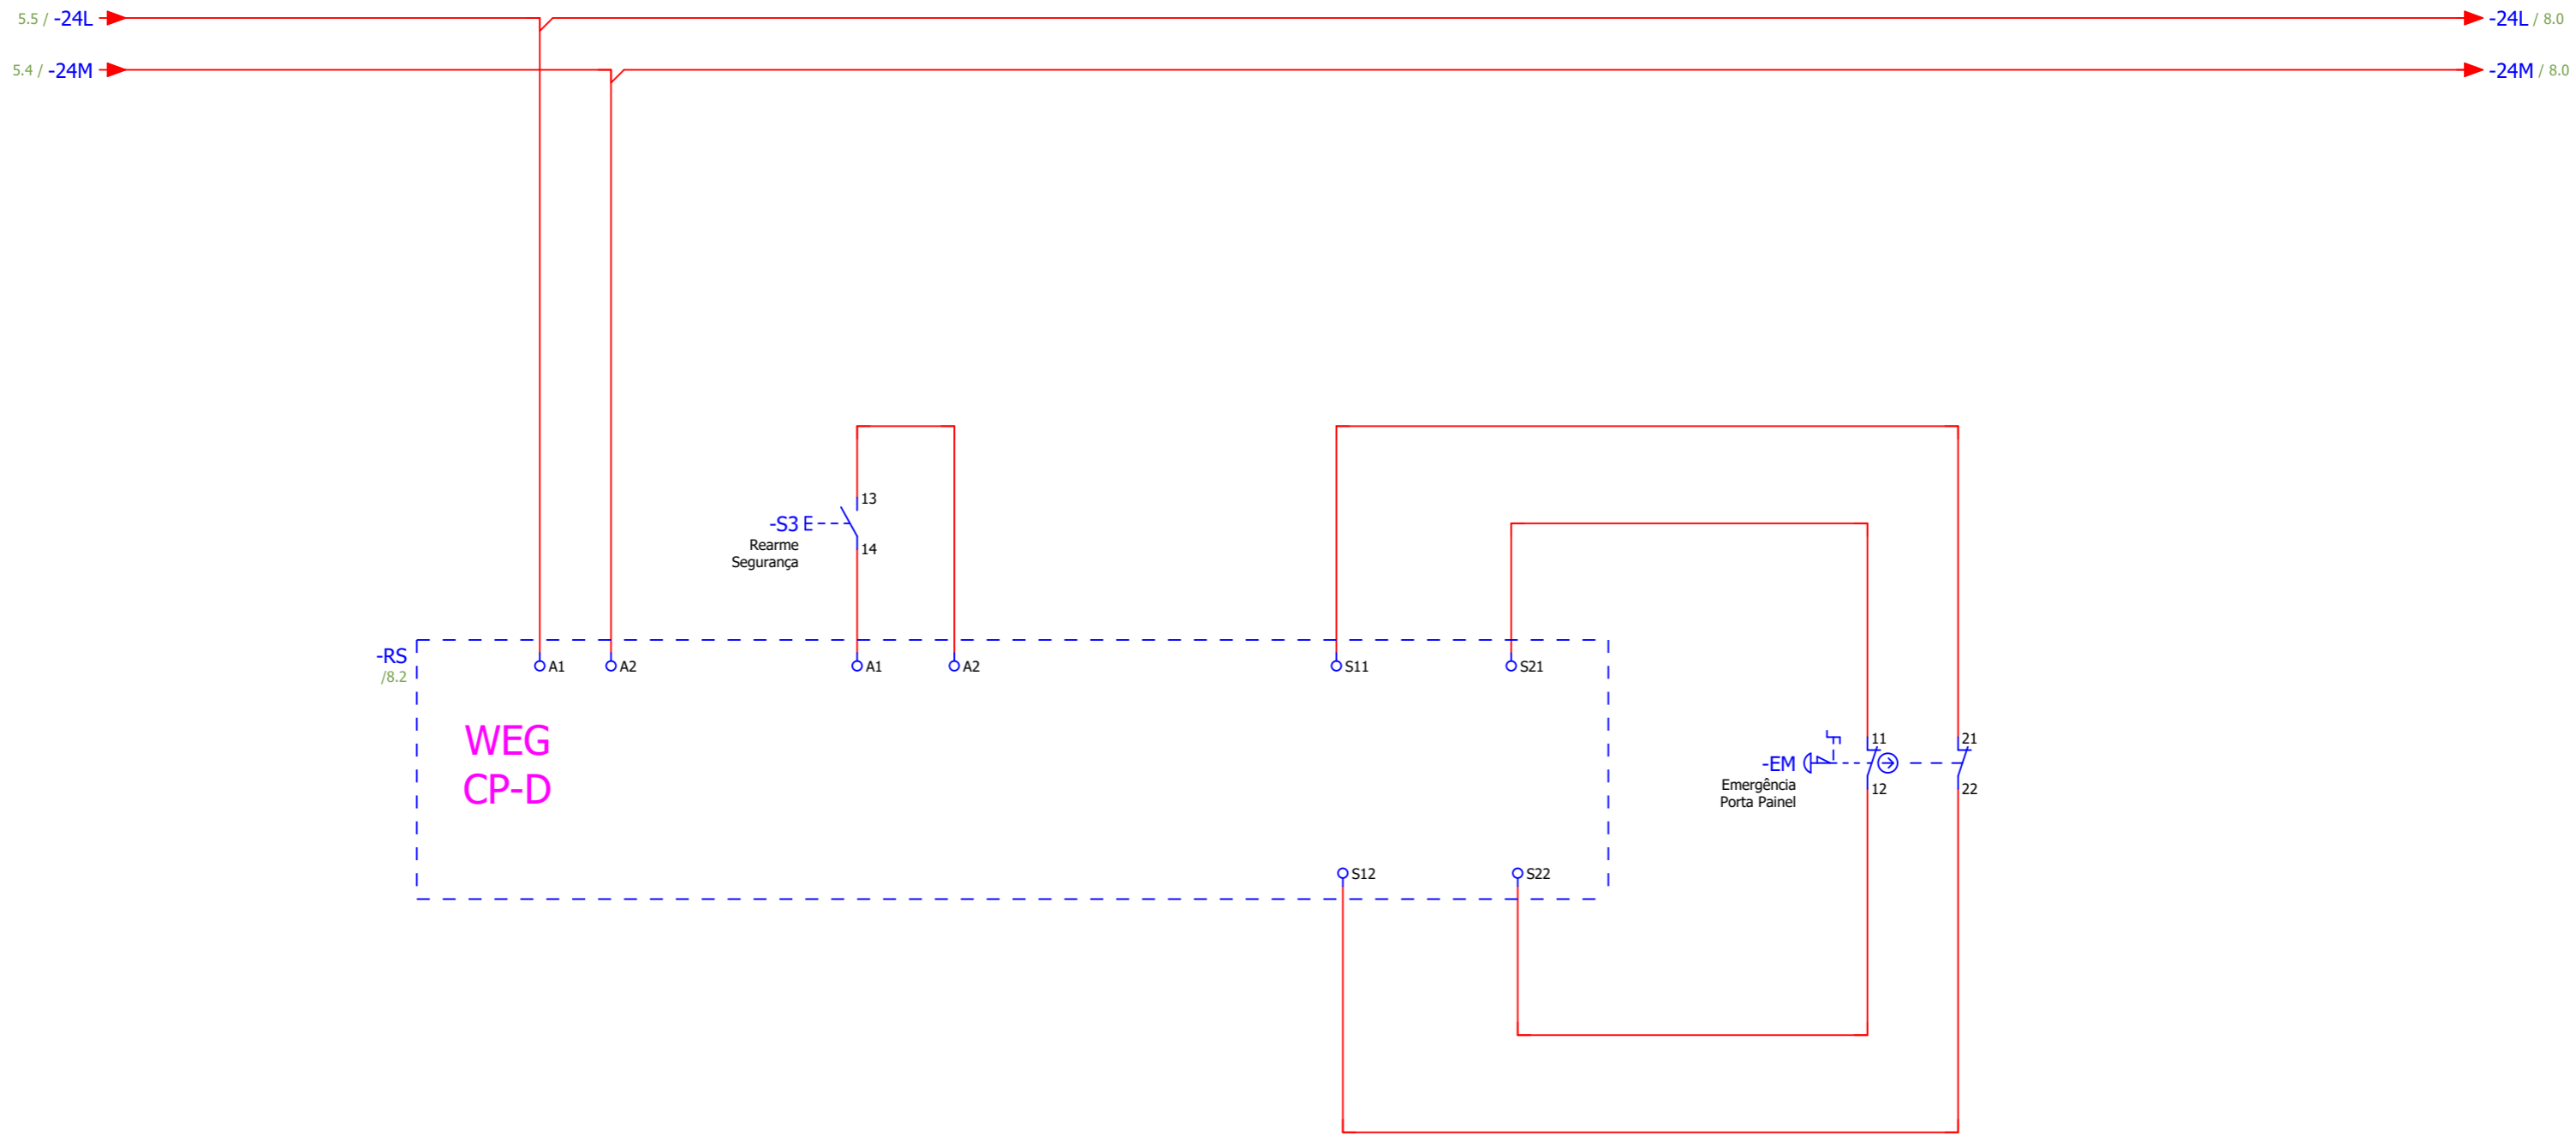 5.5 / -24L
-24L / 8.0
5.4 / -24M
-24M / 8.0
13
-S3
14
Rearme
Segurança
-RS
/8.2
A1
A2
A1
A2
S11
S21
WEG
CP-D
11
21
-EM
Emergência
Porta Painel
12
22
S12
S22